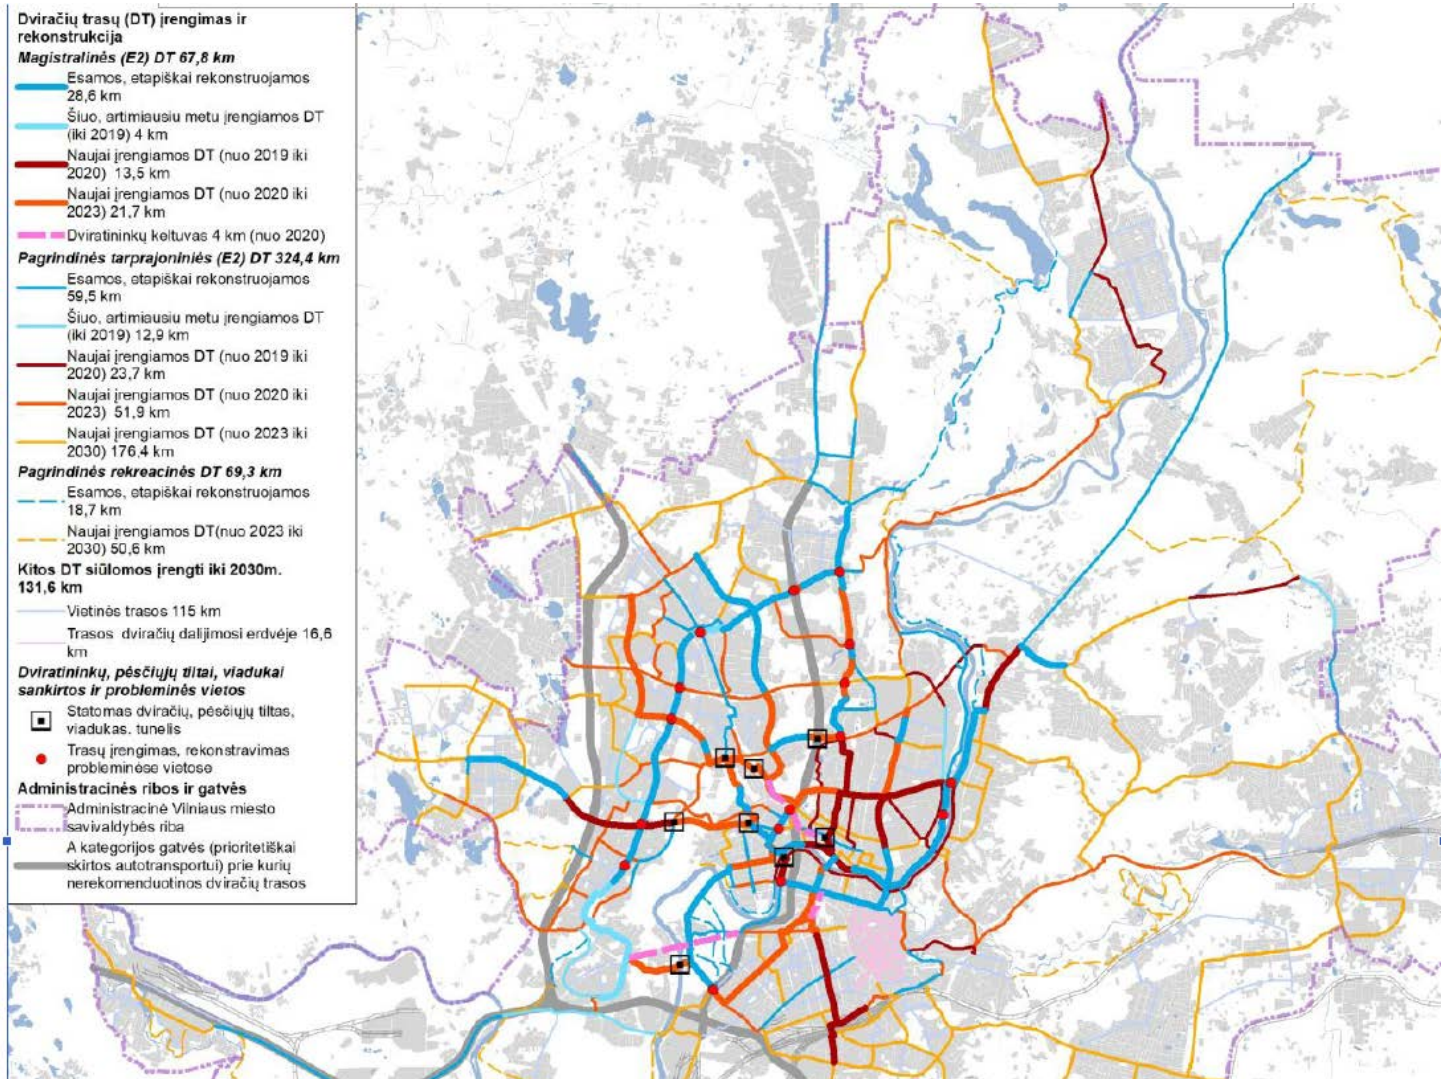 Dviračių trasų (DT) įrengimas ir
rekonstrukcija
Magistralinės (E2) DT 67,8 km
Esamos, etapiškai rekonstruojamos
28,6 km
Šiuo, artimiausiu metu įrengiamos DT
(iki 2019) 4 km
Naujai įrengiamos DT (nuo 2019 iki
2020) 13,5 km
Naujai įrengiamos DT (nuo 2020 iki
2023) 21,7 km
Dviratininkų keltuvas 4 km (nuo 2020)
Pagrindinės tarprajoniniės (E2) DT 324,4 km
Esamos, etapiškai rekonstruojamos
59,5 km
Šiuo, artimiausiu metu įrengiamos DT
(iki 2019) 12,9 km
Naujai įrengiamos DT (nuo 2019 iki
2020) 23,7 km
Naujai įrengiamos DT (nuo 2020 iki
2023) 51,9 km
Naujai įrengiamos DT (nuo 2023 iki
2030) 176,4 km
Pagrindinės rekreacinės DT 69,3 km
Esamos, etapiškai rekonstruojamos
18,7 km
Naujai įrengiamos DT(nuo 2023 iki
2030) 50,6 km
Kitos DT siūlomos įrengti iki 2030m.
131,6 km
Vietinės trasos 115 km
Trasos dviračių dalijimosi erdvėje 16,6
km
Dviratininkų, pėsčiųjų tiltai, viadukai
sankirtos ir probleminės vietos
Statomas dviračių, pėsčiųjų tiltas,
viadukas. tunelis
Trasų įrengimas, rekonstravimas
probleminėse vietose
Administracinės ribos ir gatvės
Administracinė Vilniaus miesto
savivaldybės riba
A kategorijos gatvės (prioritetiškai
skirtos autotransportui) prie kurių
nerekomenduotinos dviračių trasos